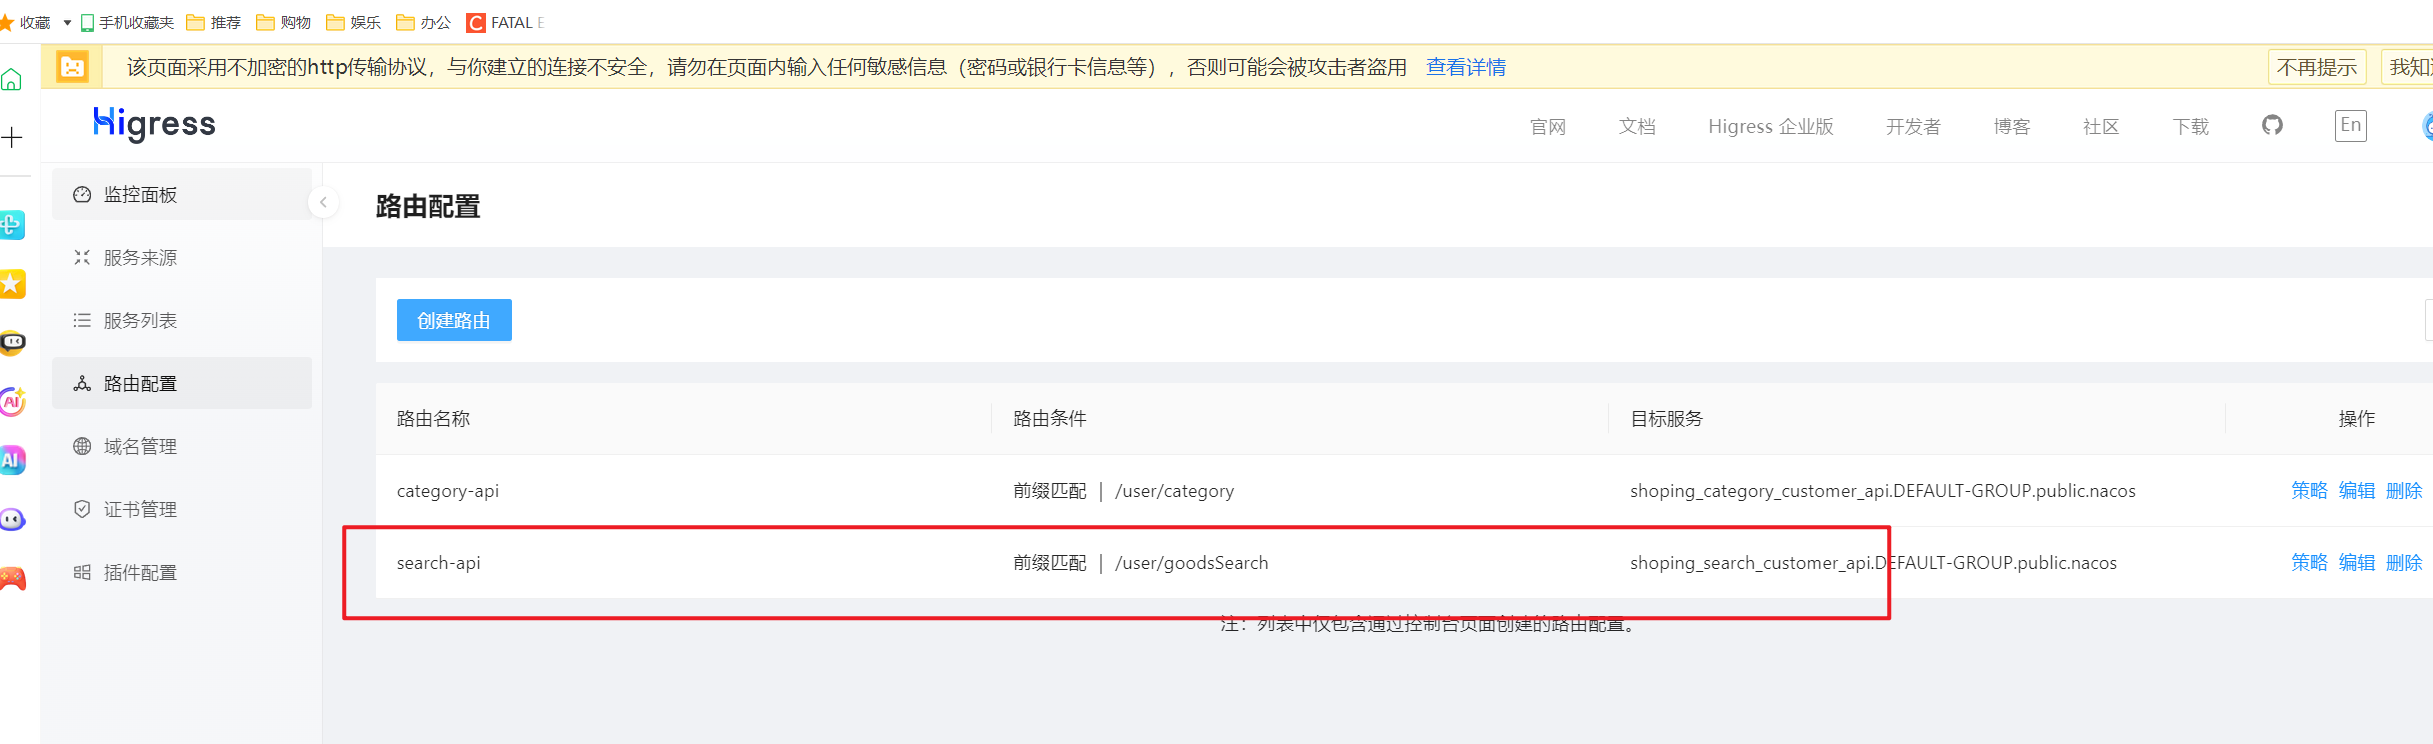 收藏 手机收藏夹 推荐 购物 娱乐 办公 FATAL E
该页面采用不加密的http传输协议，与你建立的连接不安全，请勿在页面内输入任何敏感信息（密码或银行卡信息等），否则可能会被攻击者盗用 查看详情 不再提示 我知
Higress 官网 文档 Higress 企业版 开发者 博客 社区 下载 En
监控面板
路由配置
服务来源
服务列表
创建路由
路由配置
路由名称 路由条件 目标服务 操作
域名管理
category-api 前缀匹配 | /user/category shoping_category_customer_api.DEFAULT-GROUP.public.nacos 策略 编辑 删除
证书管理
search-api 前缀匹配 | /user/goodsSearch shoping_search_customer_api.DEFAULT-GROUP.public.nacos 策略 编辑 删除
插件配置
注：列表中仅包含通过控制台页面创建的路由配置。
AI
AI